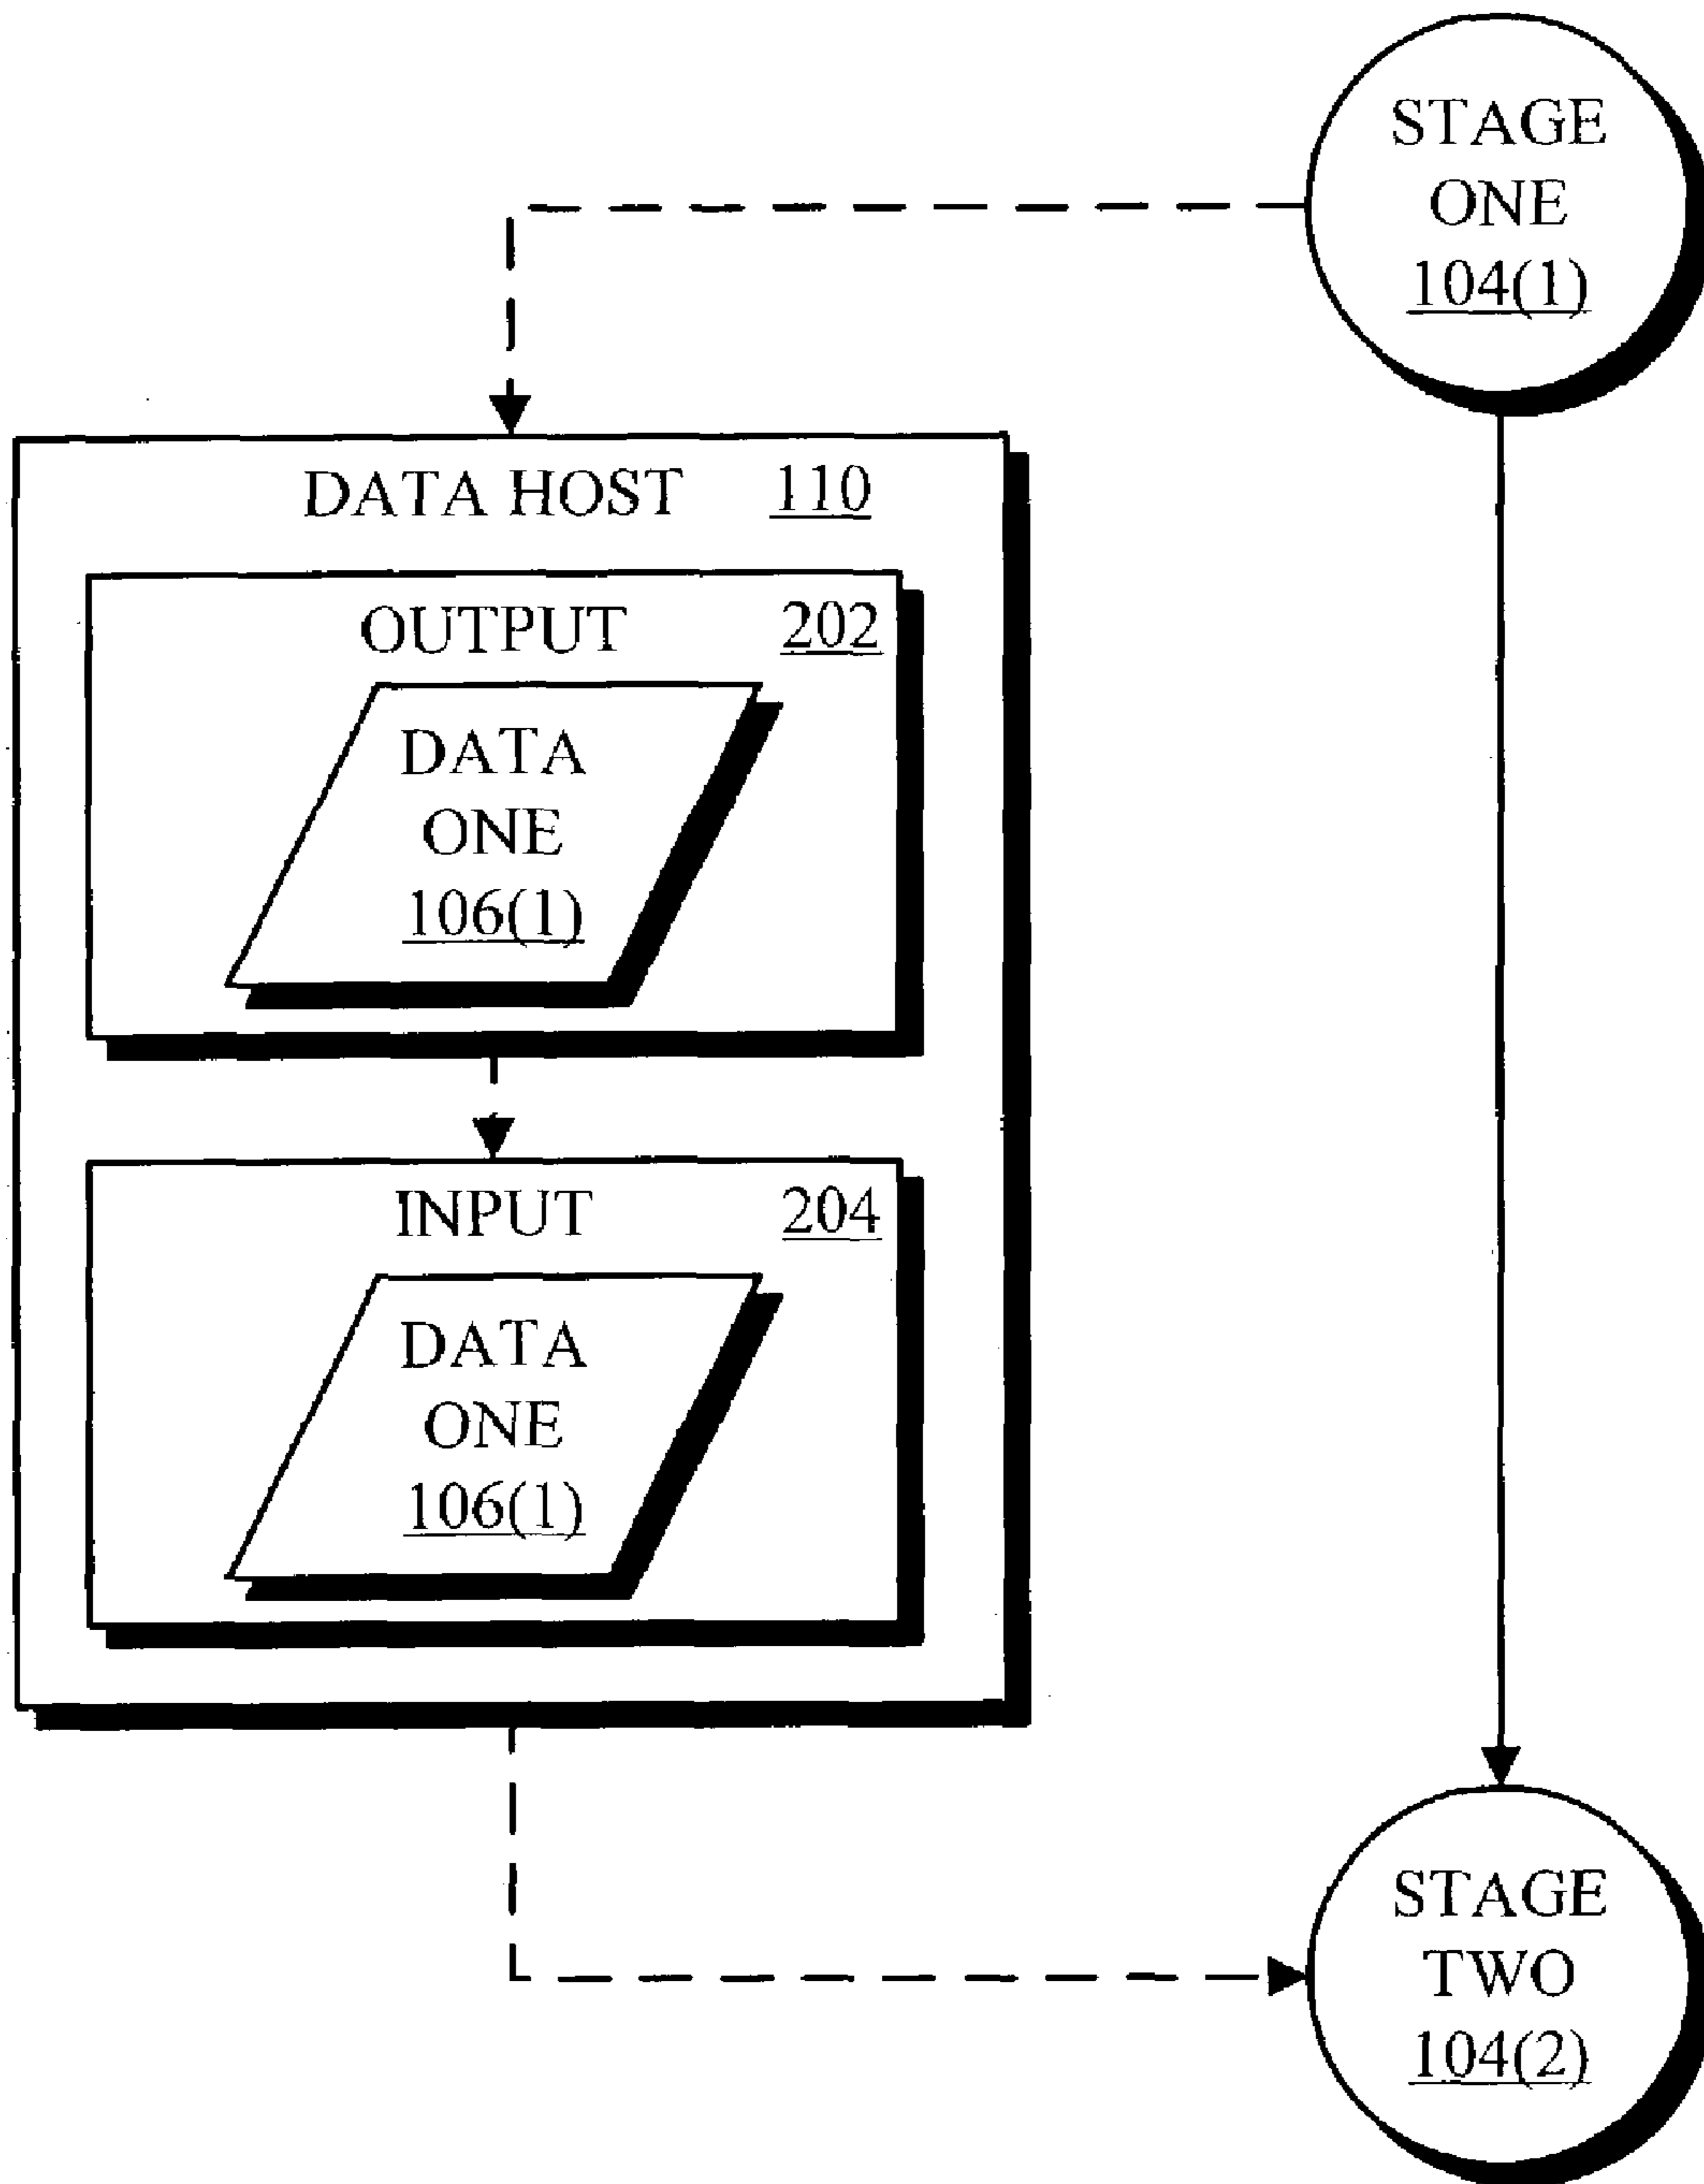 STAGE
ONE
104(1)
DATA HOST 110
OUTPUT 202
DATA
ONE
106(1)
INPUT 204
DATA
ONE
106(1)
STAGE
TWO
104(2)